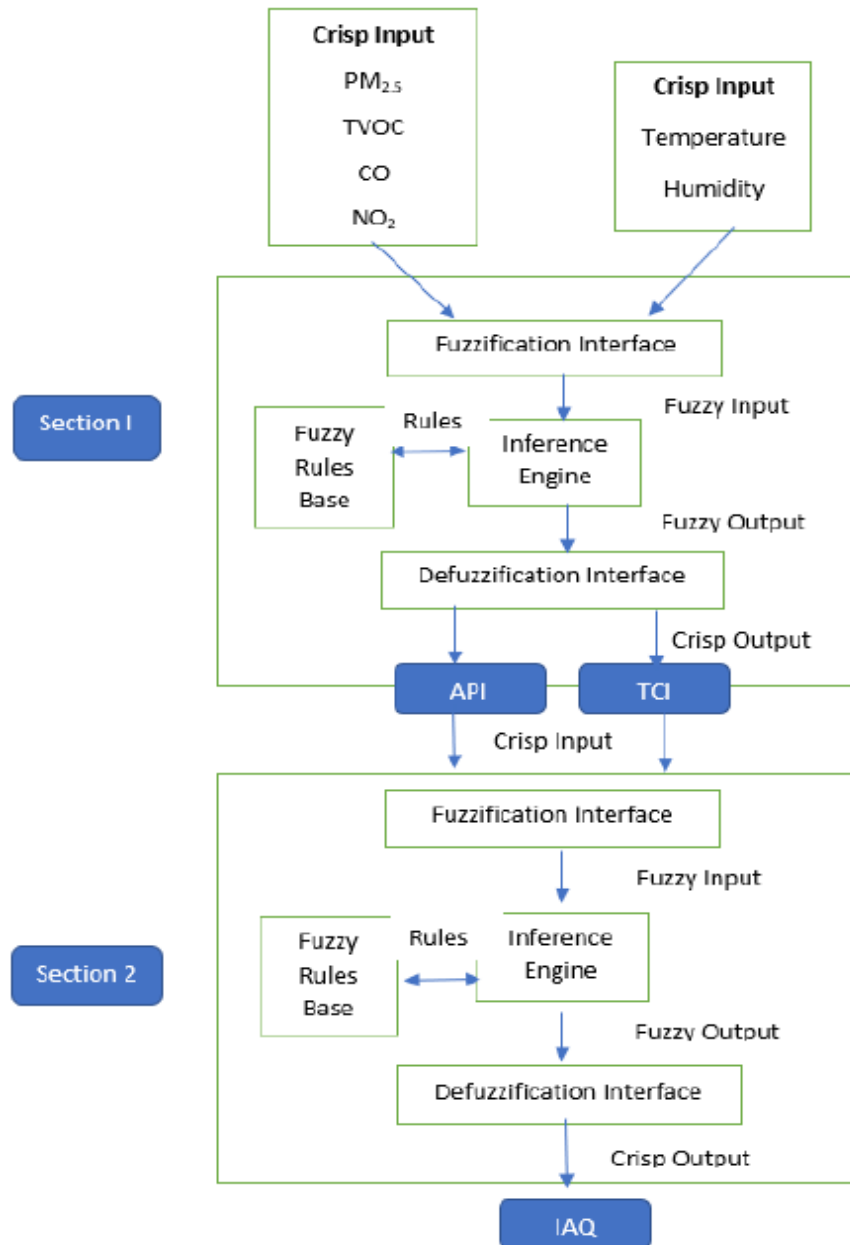 Crisp Input
PM₂.₅
TVOC
CO
NO₂
Crisp Input
Temperature
Humidity
Fuzzification Interface
Fuzzy Input
Section I
Fuzzy
Rules
Base
Rules
Inference
Engine
Fuzzy Output
Defuzzification Interface
Crisp Output
API
TCI
Crisp Input
Fuzzification Interface
Fuzzy Input
Section 2
Fuzzy
Rules
Base
Rules
Inference
Engine
Fuzzy Output
Defuzzification Interface
Crisp Output
IAQ